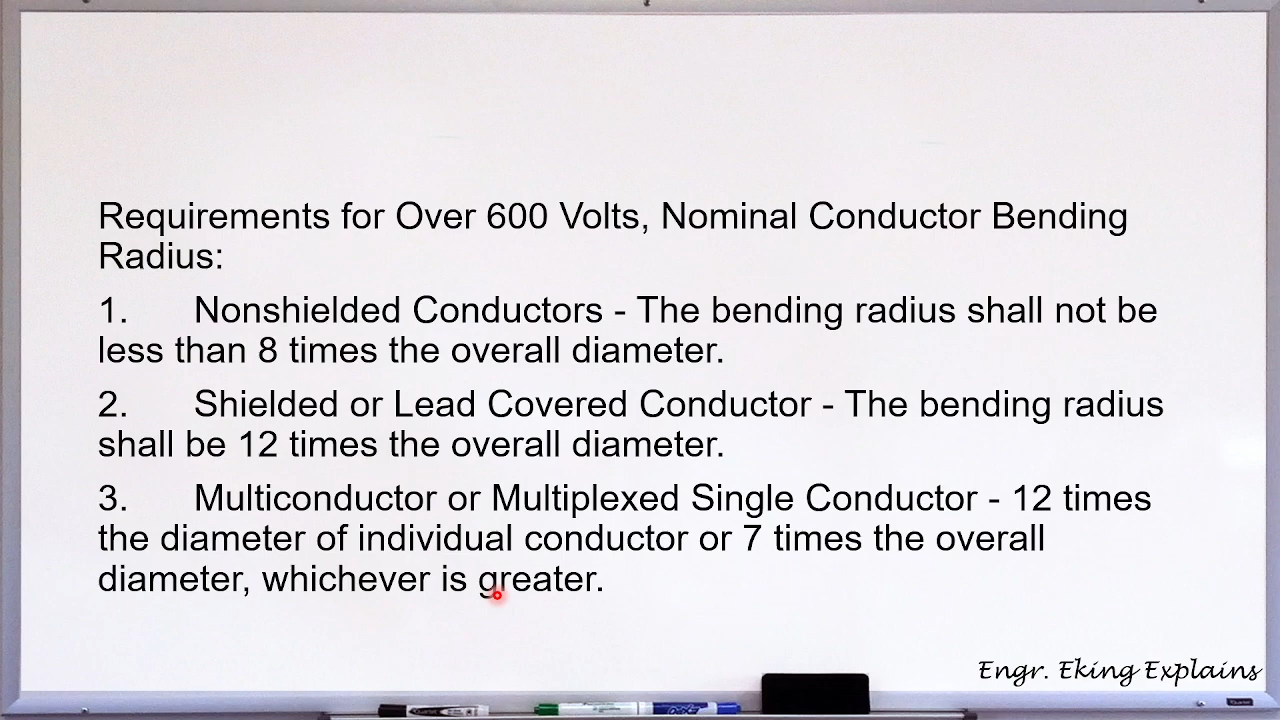 Requirements for Over 600 Volts, Nominal Conductor Bending
Radius:
1. Nonshielded Conductors - The bending radius shall not be
less than 8 times the overall diameter.
2. Shielded or Lead Covered Conductor - The bending radius
shall be 12 times the overall diameter.
3. Multiconductor or Multiplexed Single Conductor - 12 times
the diameter of individual conductor or 7 times the overall
diameter, whichever is greater.
Engr. Eking Explains